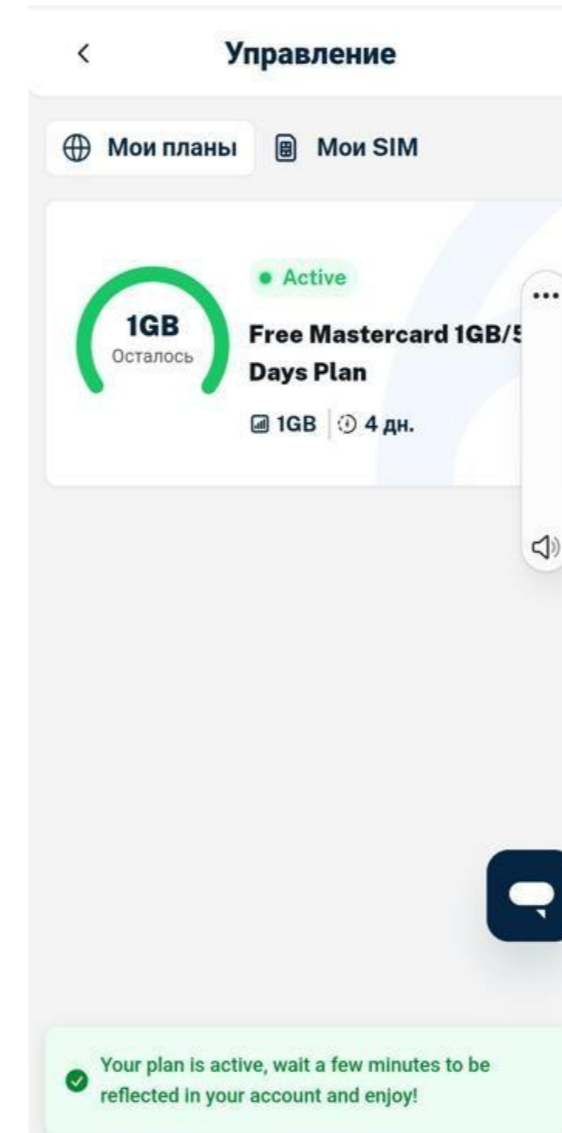 Управление
Мои планы
Мои SIM
Active
1GB
Осталось
Free Mastercard 1GB/5
Days Plan
1GB
4 дн.
Your plan is active, wait a few minutes to be
reflected in your account and enjoy!